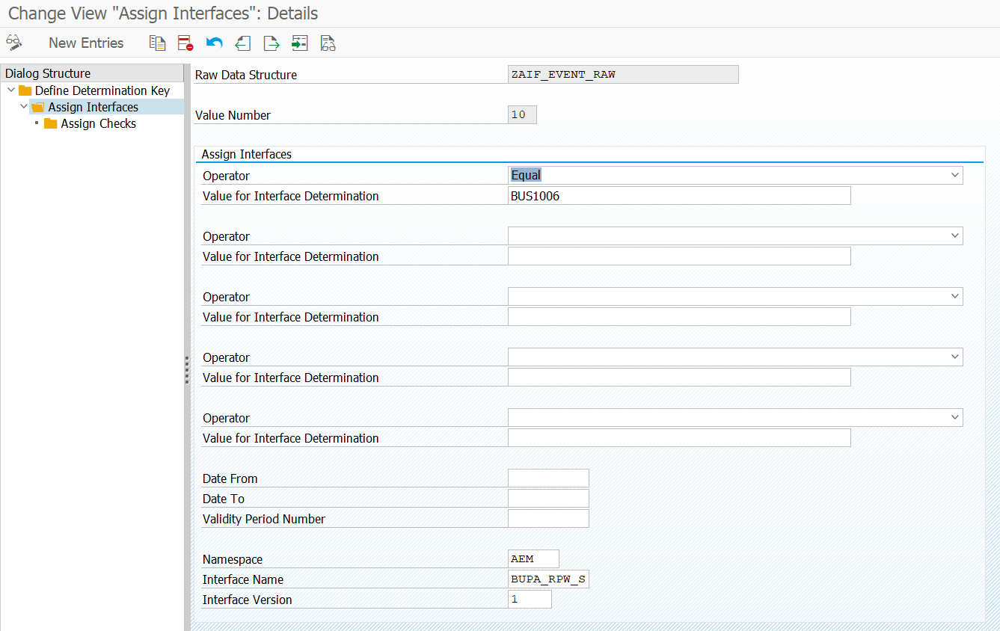 Change View "Assign Interfaces": Details
New Entries
Dialog Structure
Define Determination Key
Assign Interfaces
Assign Checks
Raw Data Structure ZAIF_EVENT_RAW
Value Number 10
Assign Interfaces
Operator Equal
Value for Interface Determination BUS1006
Operator
Value for Interface Determination
Operator
Value for Interface Determination
Operator
Value for Interface Determination
Operator
Value for Interface Determination
Date From
Date To
Validity Period Number
Namespace AEM
Interface Name BUPA_RPW_S
Interface Version 1